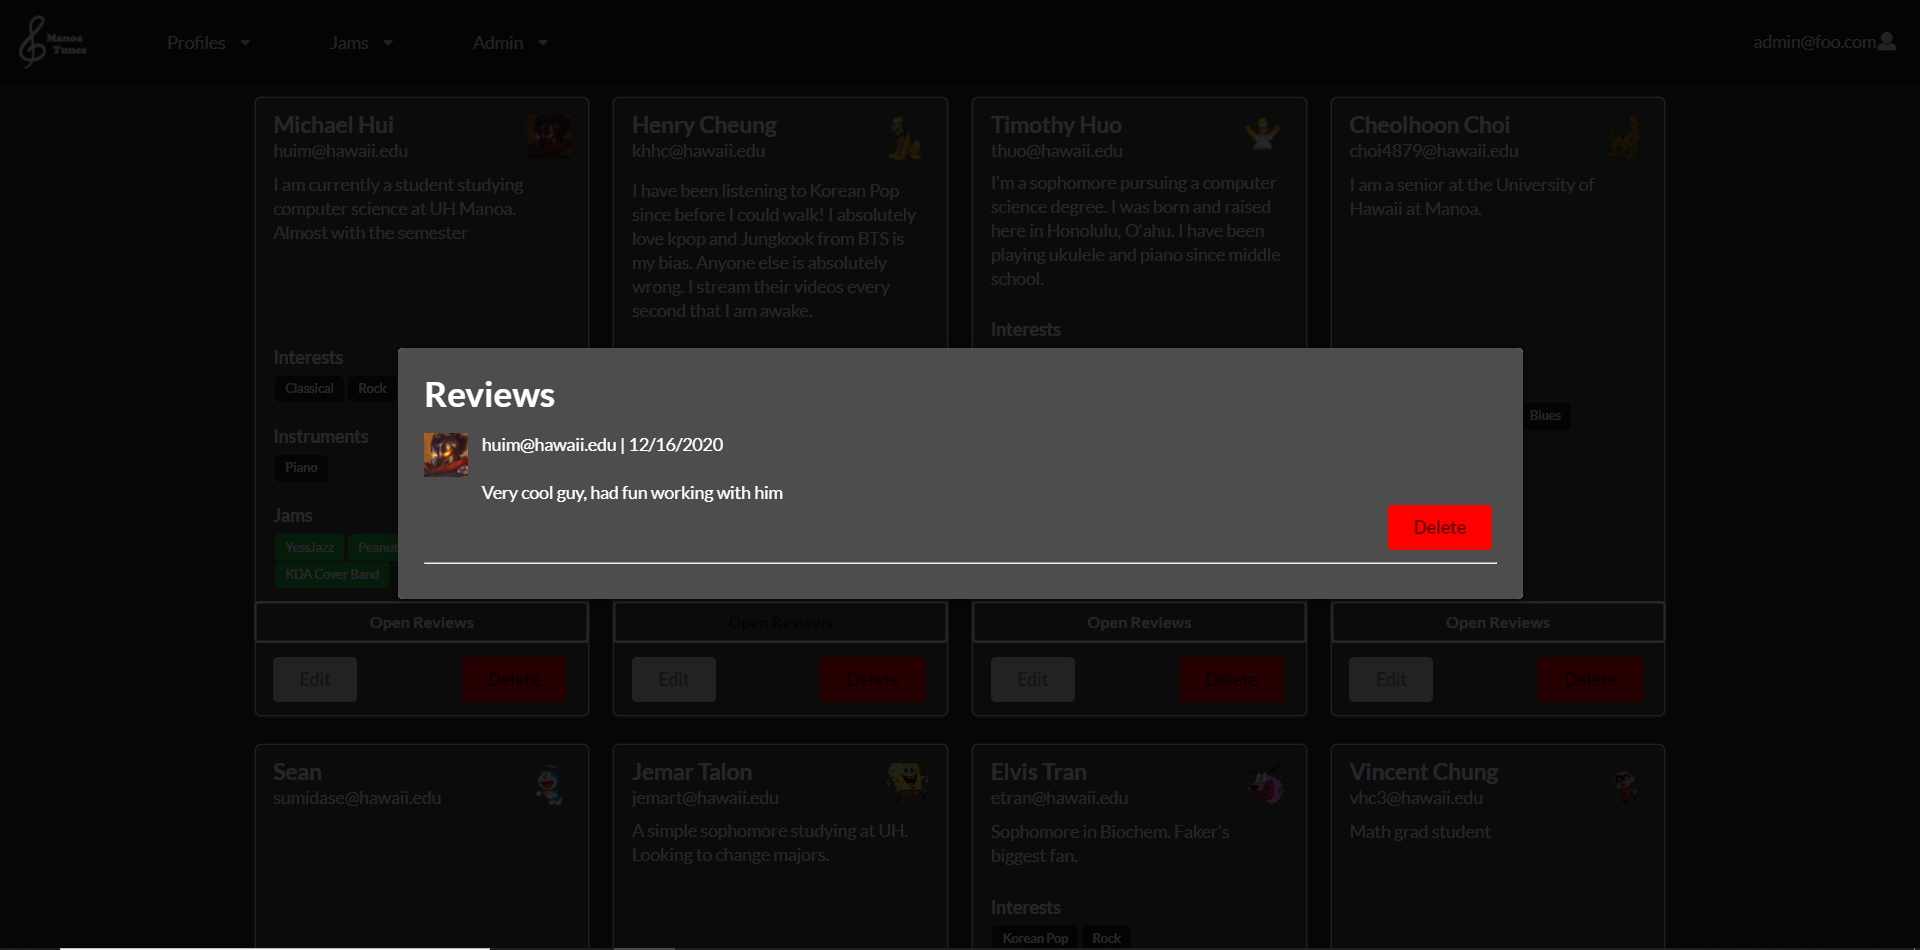 Manoa
Tunes
Profiles
Jams
Admin
admin@foo.com
Michael Hui
huim@hawaii.edu
I am currently a student studying
computer science at UH Manoa.
Almost with the semester
Interests
Classical
Rock
Instruments
Piano
Jams
YessJazz
Peanut
KDA Cover Band
Open Reviews
Edit
Delete
Henry Cheung
khhc@hawaii.edu
I have been listening to Korean Pop
since before I could walk! I absolutely
love kpop and Jungkook from BTS is
my bias. Anyone else is absolutely
wrong. I stream their videos every
second that I am awake.
Open Reviews
Edit
Delete
Timothy Huo
thuo@hawaii.edu
I'm a sophomore pursuing a computer
science degree. I was born and raised
here in Honolulu, O'ahu. I have been
playing ukulele and piano since middle
school.
Interests
Open Reviews
Edit
Delete
Cheolhoon Choi
choi4879@hawaii.edu
I am a senior at the University of
Hawaii at Manoa.
Blues
Open Reviews
Edit
Delete
Reviews
huim@hawaii.edu | 12/16/2020
Very cool guy, had fun working with him
Delete
Sean
sumidase@hawaii.edu
Jemar Talon
jemart@hawaii.edu
A simple sophomore studying at UH.
Looking to change majors.
Elvis Tran
etran@hawaii.edu
Sophomore in Biochem. Faker's
biggest fan.
Interests
Korean Pop
Rock
Vincent Chung
vhc3@hawaii.edu
Math grad student